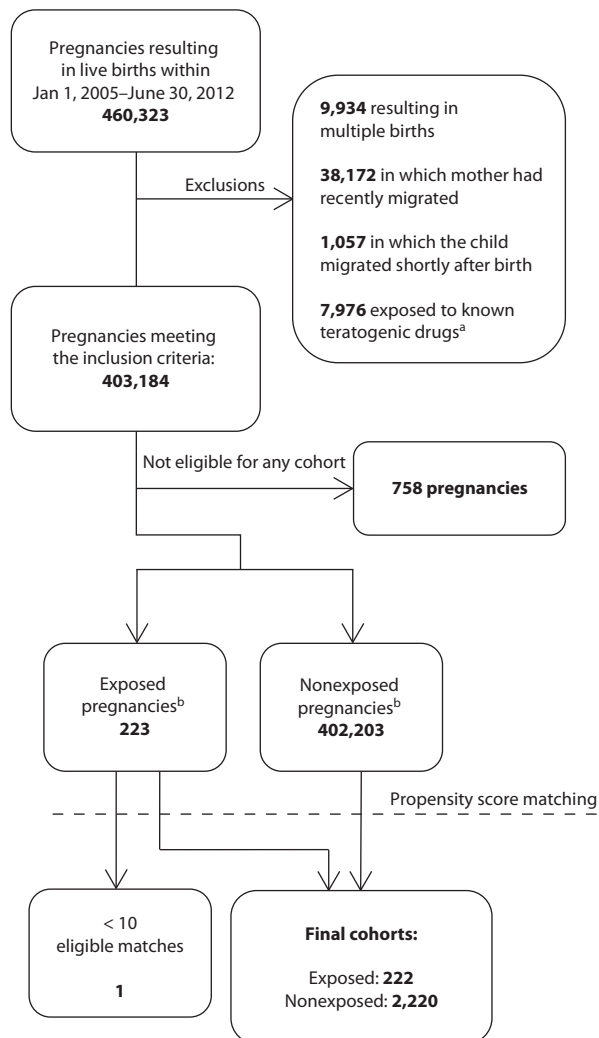 Pregnancies resulting
in live births within
Jan 1, 2005–June 30, 2012
460,323
Exclusions
9,934 resulting in
multiple births
38,172 in which mother had
recently migrated
1,057 in which the child
migrated shortly after birth
7,976 exposed to known
teratogenic drugsᵃ
Pregnancies meeting
the inclusion criteria:
403,184
Not eligible for any cohort
758 pregnancies
Exposed
pregnanciesᵇ
223
Nonexposed
pregnanciesᵇ
402,203
Propensity score matching
< 10
eligible matches
1
Final cohorts:
Exposed: 222
Nonexposed: 2,220